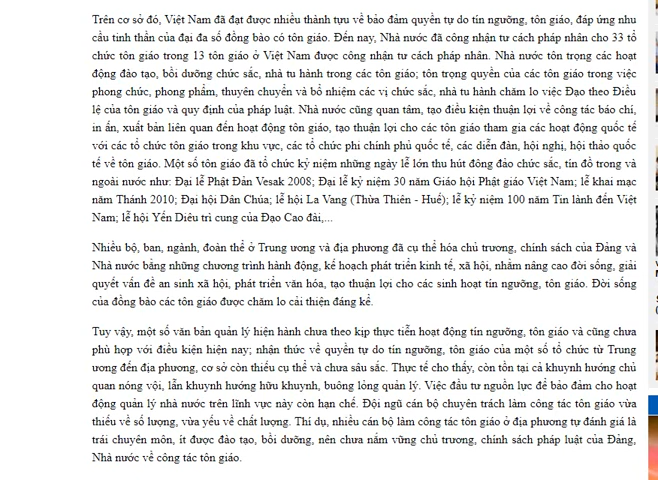 Trên cơ sở đó, Việt Nam đã đạt được nhiều thành tựu về bảo đảm quyền tự do tín ngưỡng, tôn giáo, đáp ứng nhu
cầu tinh thần của đại đa số đồng bào có tôn giáo. Đến nay, Nhà nước đã công nhận tư cách pháp nhân cho 33 tổ
chức tôn giáo trong 13 tôn giáo ở Việt Nam được công nhận tư cách pháp nhân. Nhà nước tôn trọng các hoạt
động đào tạo, bồi dưỡng chức sắc, nhà tu hành trong các tôn giáo; tôn trọng quyền của các tôn giáo trong việc
phong chức, phong phẩm, thuyên chuyển và bổ nhiệm các vị chức sắc, nhà tu hành chăm lo việc Đạo theo Điều
lệ của tôn giáo và quy định của pháp luật. Nhà nước cũng quan tâm, tạo điều kiện thuận lợi về công tác báo chí,
in ấn, xuất bản liên quan đến hoạt động tôn giáo, tạo thuận lợi cho các tôn giáo tham gia các hoạt động quốc tế
với các tổ chức tôn giáo trong khu vực, các tổ chức phi chính phủ quốc tế, các diễn đàn, hội nghị, hội thảo quốc
tế về tôn giáo. Một số tôn giáo đã tổ chức kỷ niệm những ngày lễ lớn thu hút đông đảo chức sắc, tín đồ trong và
ngoài nước như: Đại lễ Phật Đản Vesak 2008; Đại lễ kỷ niệm 30 năm Giáo hội Phật giáo Việt Nam; lễ khai mạc
năm Thánh 2010; Đại hội Dân Chúa; lễ hội La Vang (Thừa Thiên - Huế); lễ kỷ niệm 100 năm Tin lành đến Việt
Nam; lễ hội Yến Diêu trì cung của Đạo Cao đài,...
Nhiều bộ, ban, ngành, đoàn thể ở Trung ương và địa phương đã cụ thể hóa chủ trương, chính sách của Đảng và
Nhà nước bằng những chương trình hành động, kế hoạch phát triển kinh tế, xã hội, nhằm nâng cao đời sống, giải
quyết vấn đề an sinh xã hội, phát triển văn hóa, tạo thuận lợi cho các sinh hoạt tín ngưỡng, tôn giáo. Đời sống
của đồng bào các tôn giáo được chăm lo cải thiện đáng kể.
Tuy vậy, một số văn bản quản lý hiện hành chưa theo kịp thực tiễn hoạt động tín ngưỡng, tôn giáo và cũng chưa
phù hợp với điều kiện hiện nay; nhận thức về quyền tự do tín ngưỡng, tôn giáo của một số tổ chức từ Trung
ương đến địa phương, cơ sở còn thiếu cụ thể và chưa sâu sắc. Thực tế cho thấy, còn tồn tại cả khuynh hướng chủ
quan nóng vội, lẫn khuynh hướng hữu khuynh, buông lỏng quản lý. Việc đầu tư nguồn lực để bảo đảm cho hoạt
động quản lý nhà nước trên lĩnh vực này còn hạn chế. Đội ngũ cán bộ chuyên trách làm công tác tôn giáo vừa
thiếu về số lượng, vừa yếu về chất lượng. Thí dụ, nhiều cán bộ làm công tác tôn giáo ở địa phương tự đánh giá là
trái chuyên môn, ít được đào tạo, bồi dưỡng, nên chưa nắm vững chủ trương, chính sách pháp luật của Đảng,
Nhà nước về công tác tôn giáo.